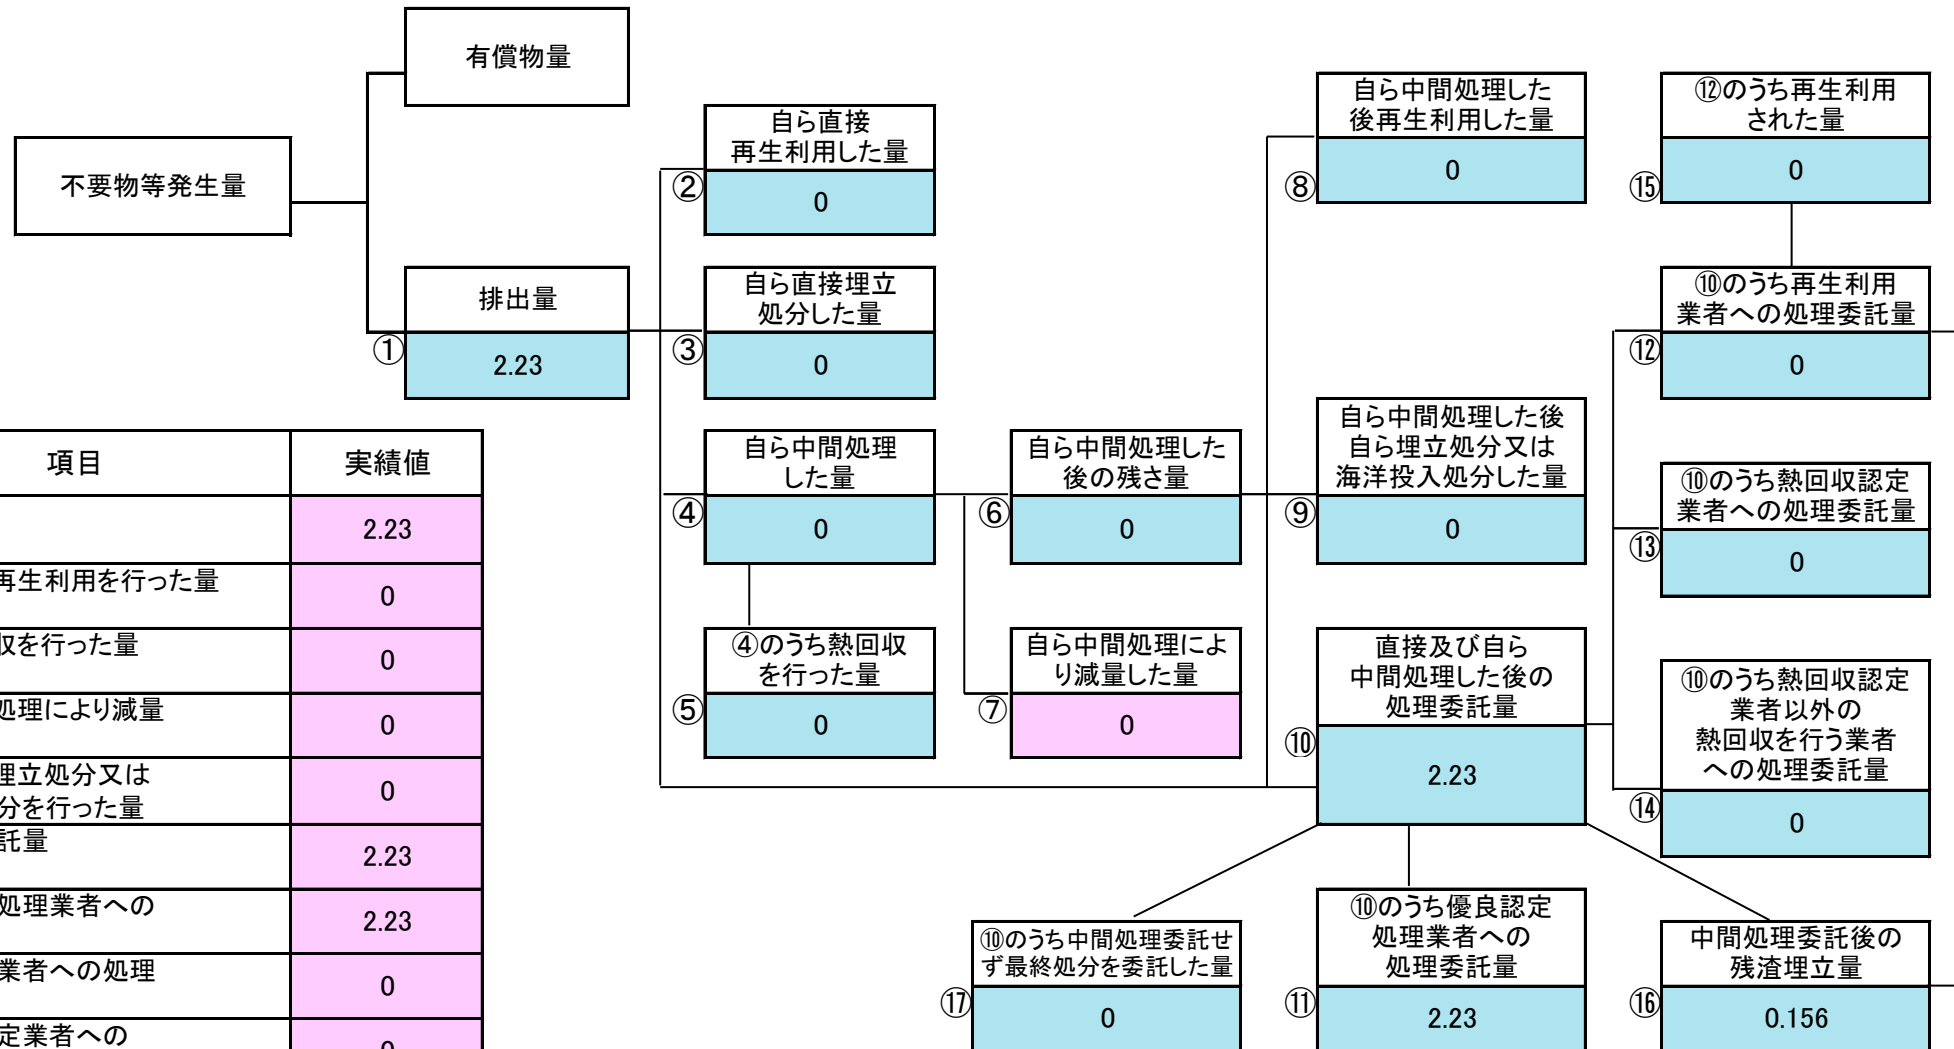 有償物量
不要物等発生量
排出量
①
2.23
自ら直接
再生利用した量
②
0
自ら直接埋立
処分した量
③
0
自ら中間処理
した量
④
0
④のうち熱回収
を行った量
⑤
0
自ら中間処理した
後の残さ量
⑥
0
自ら中間処理によ
り減量した量
⑦
0
自ら中間処理した
後再生利用した量
⑧
0
自ら中間処理した後
自ら埋立処分又は
海洋投入処分した量
⑨
0
直接及び自ら
中間処理した後の
処理委託量
⑩
2.23
⑫のうち再生利用
された量
⑮
0
⑩のうち再生利用
業者への処理委託量
⑫
0
⑩のうち熱回収認定
業者への処理委託量
⑬
0
⑩のうち熱回収認定
業者以外の
熱回収を行う業者
への処理委託量
⑭
0
⑩のうち中間処理委託せ
ず最終処分を委託した量
⑰
0
⑩のうち優良認定
処理業者への
処理委託量
⑪
2.23
中間処理委託後の
残渣埋立量
⑯
0.156
項目 実績値
2.23
再生利用を行った量
0
収を行った量
0
処理により減量
0
埋立処分又は
分を行った量
0
託量
2.23
処理業者への
2.23
業者への処理
0
定業者への
0